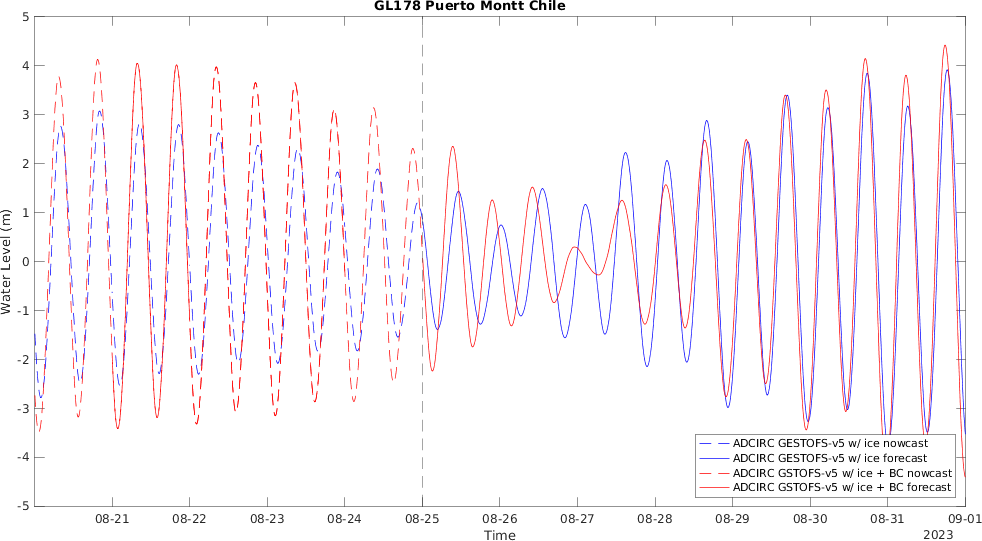 GL178 Puerto Montt Chile
5
4
3
2
1
0
-1
-2
-3
-4
-5
Water Level (m)
ADCIRC GESTOFS-v5 w/ ice nowcast
ADCIRC GESTOFS-v5 w/ ice forecast
ADCIRC GSTOFS-v5 w/ ice + BC nowcast
ADCIRC GSTOFS-v5 w/ ice + BC forecast
08-21 08-22 08-23 08-24 08-25 08-26 08-27 08-28 08-29 08-30 08-31 09-01
Time
2023